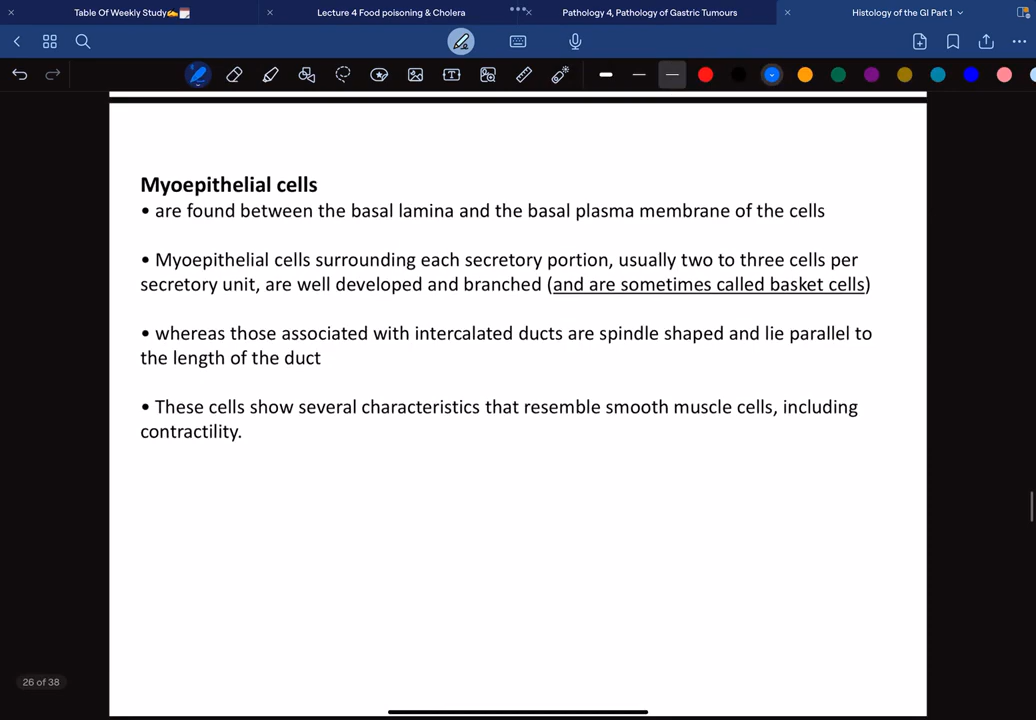 Table Of Weekly Study✍️🗓️
Lecture 4 Food poisoning & Cholera
Pathology 4, Pathology of Gastric Tumours
Histology of the GI Part 1
Myoepithelial cells
• are found between the basal lamina and the basal plasma membrane of the cells
• Myoepithelial cells surrounding each secretory portion, usually two to three cells per
secretory unit, are well developed and branched (and are sometimes called basket cells)
• whereas those associated with intercalated ducts are spindle shaped and lie parallel to
the length of the duct
• These cells show several characteristics that resemble smooth muscle cells, including
contractility.
26 of 38